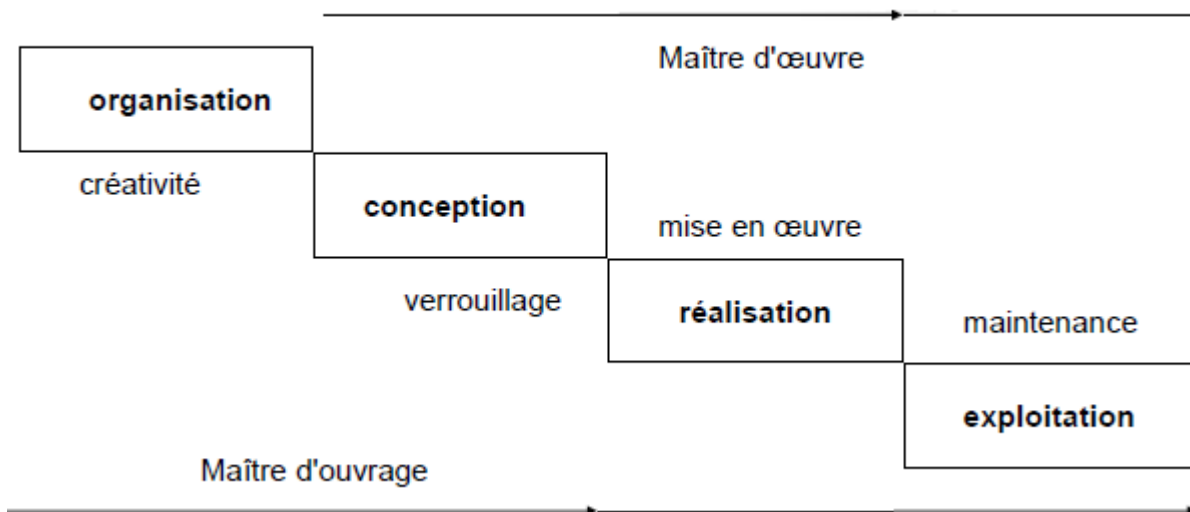 Maître d'œuvre
organisation
créativité
conception
mise en œuvre
verrouillage
réalisation
maintenance
exploitation
Maître d'ouvrage